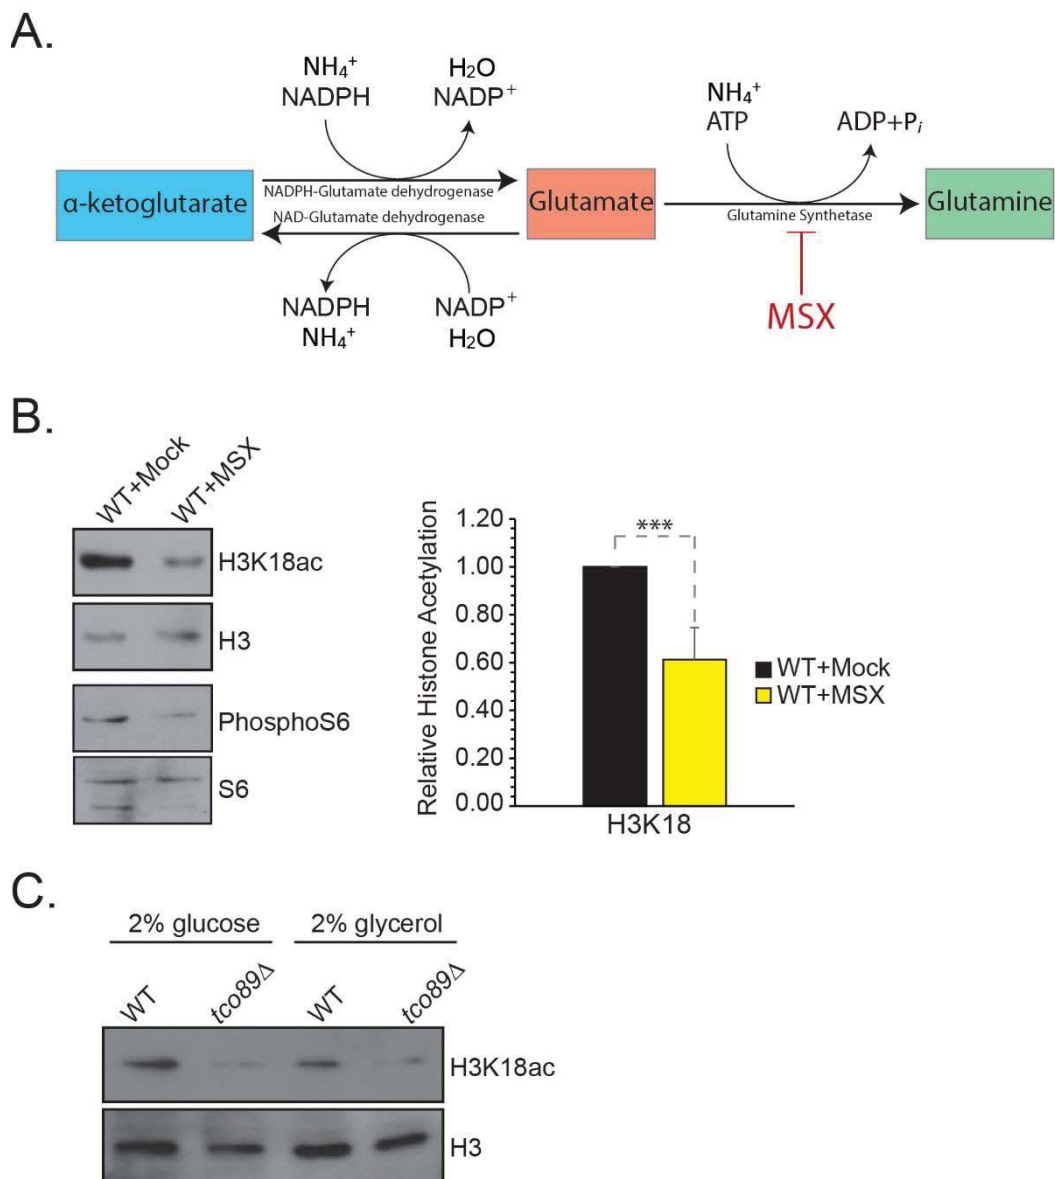 A.
NH₄⁺
NADPH
H₂O
NADP⁺
NH₄⁺
ATP
ADP+Pᵢ
α-ketoglutarate
NADPH-Glutamate dehydrogenase
NAD-Glutamate dehydrogenase
Glutamate
Glutamine Synthetase
Glutamine
NADPH
NH₄⁺
NADP⁺
H₂O
MSX
B.
WT+Mock
WT+MSX
H3K18ac
H3
PhosphoS6
S6
Relative Histone Acetylation
1.20
1.00
0.80
0.60
0.40
0.20
0.00
***
H3K18
WT+Mock
WT+MSX
C.
2% glucose
2% glycerol
WT
tco89Δ
WT
tco89Δ
H3K18ac
H3